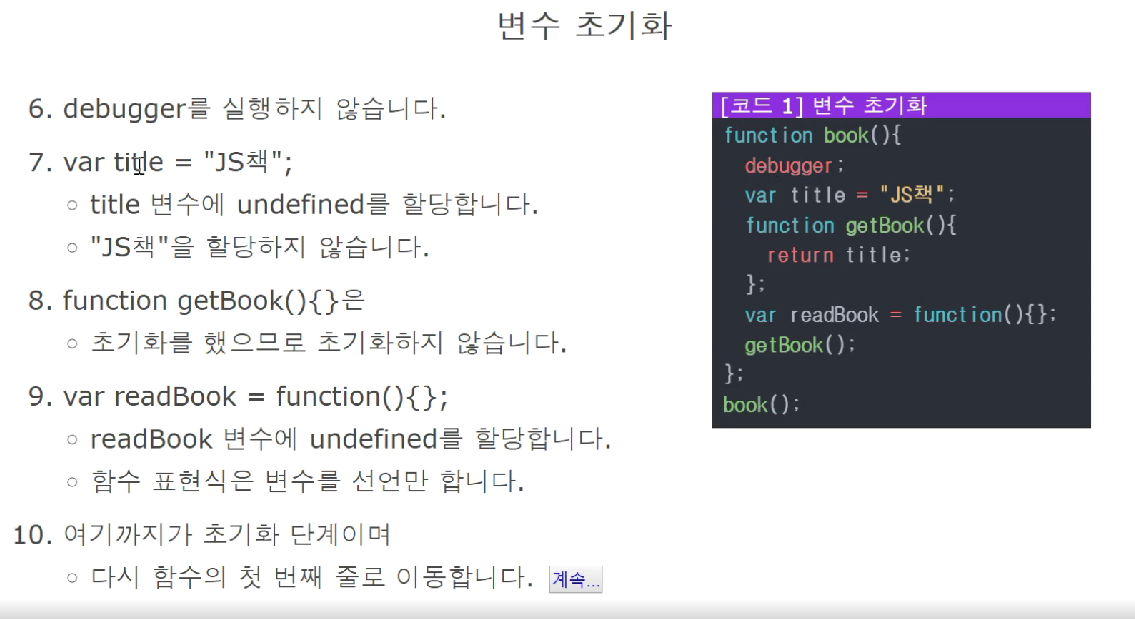 변수 초기화
6. debugger를 실행하지 않습니다.
7. var title = "JS책";
○ title 변수에 undefined를 할당합니다.
○ "JS책"을 할당하지 않습니다.
8. function getBook(){}은
○ 초기화를 했으므로 초기화하지 않습니다.
9. var readBook = function(){};
○ readBook 변수에 undefined를 할당합니다.
○ 함수 표현식은 변수를 선언만 합니다.
10. 여기까지가 초기화 단계이며
○ 다시 함수의 첫 번째 줄로 이동합니다. 계속...
[코드 1] 변수 초기화
function book(){
debugger;
var title = "JS책";
function getBook(){
return title;
};
var readBook = function(){};
getBook();
};
book();